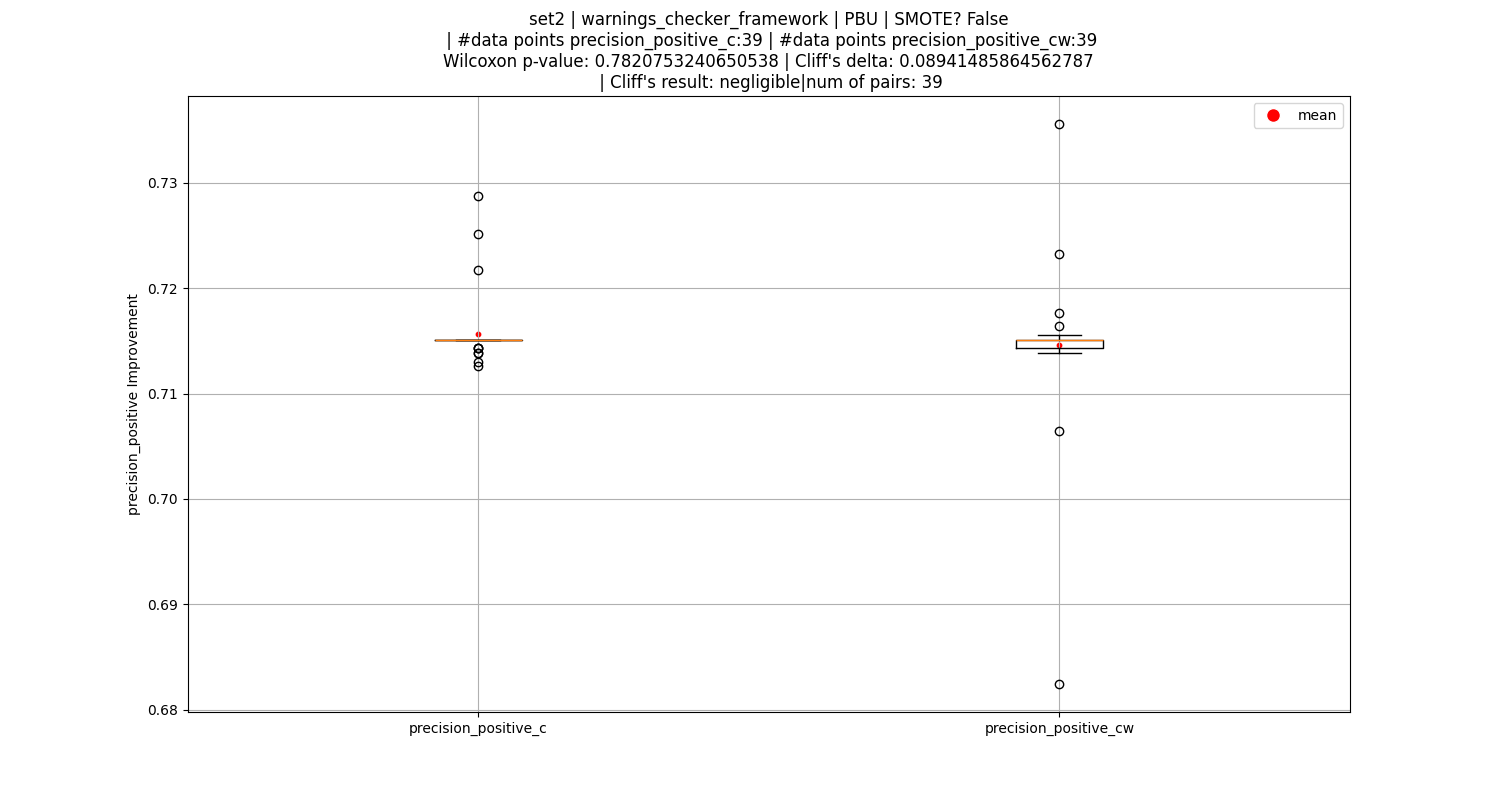 set2 | warnings_checker_framework | PBU | SMOTE? False
| #data points precision_positive_c:39 | #data points precision_positive_cw:39
Wilcoxon p-value: 0.7820753240650538 | Cliff's delta: 0.08941485864562787
| Cliff's result: negligible|num of pairs: 39
mean
0.73
0.72
0.71
0.70
0.69
0.68
precision_positive Improvement
precision_positive_c
precision_positive_cw